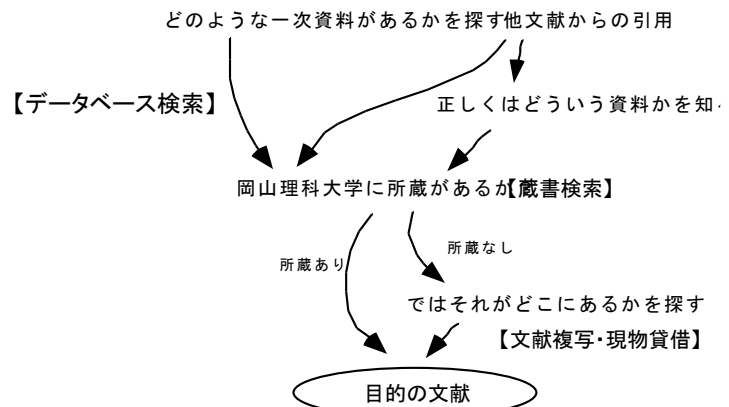 どのような一次資料があるかを探す他文献からの引用
【データベース検索】
正しくはどういう資料かを知
岡山理科大学に所蔵があるか【蔵書検索】
所蔵なし
所蔵あり
ではそれがどこにあるかを探す
【文献複写・現物貸借】
目的の文献